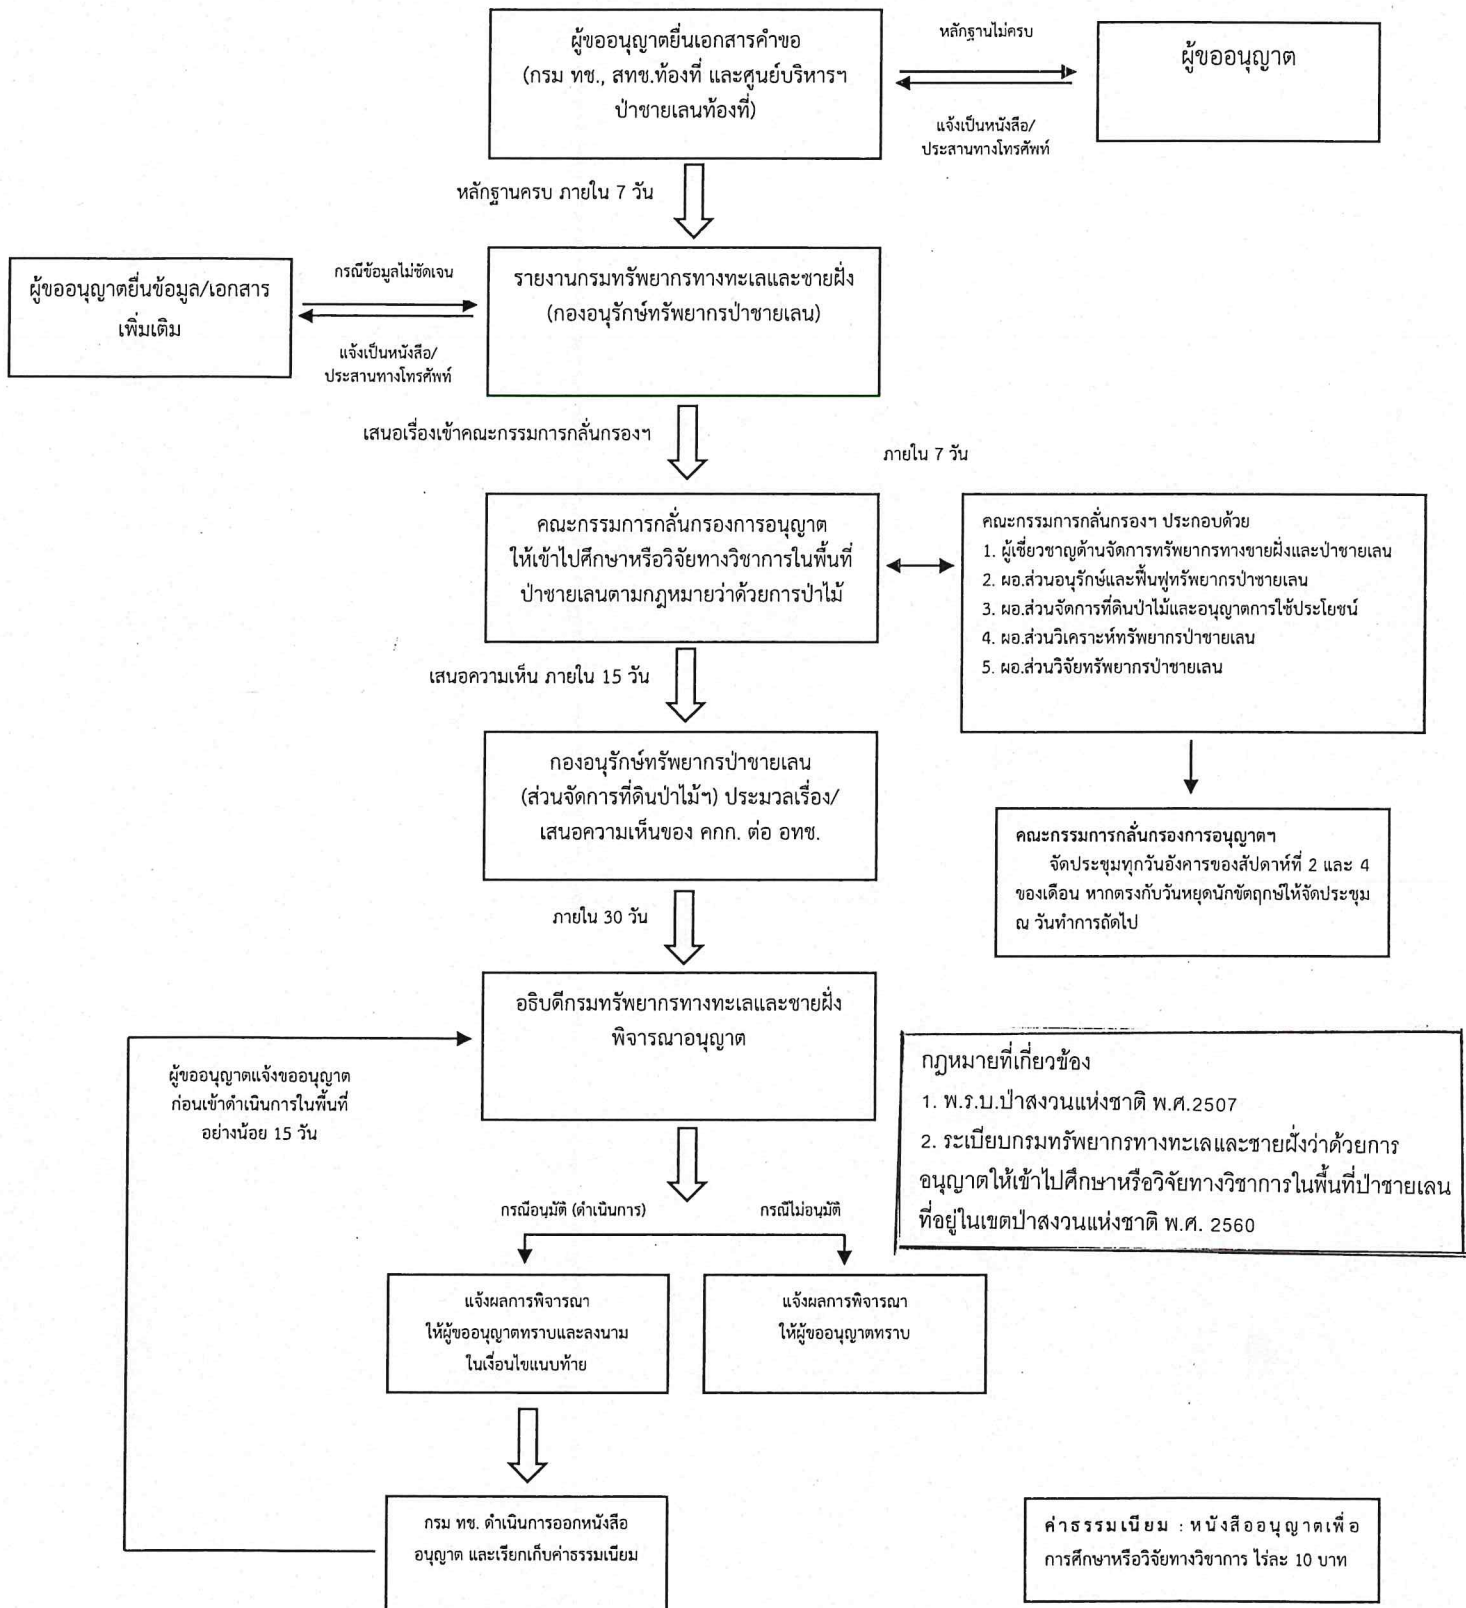 ผู้ขออนุญาตยื่นเอกสารคำขอ
(กรม ทช., สทช.ท้องที่ และศูนย์บริหารฯ
ป่าชายเลนท้องที่)
หลักฐานไม่ครบ
แจ้งเป็นหนังสือ/
ประสานทางโทรศัพท์
ผู้ขออนุญาต
หลักฐานครบ ภายใน 7 วัน
ผู้ขออนุญาตยื่นข้อมูล/เอกสาร
เพิ่มเติม
กรณีข้อมูลไม่ชัดเจน
แจ้งเป็นหนังสือ/
ประสานทางโทรศัพท์
รายงานกรมทรัพยากรทางทะเลและชายฝั่ง
(กองอนุรักษ์ทรัพยากรป่าชายเลน)
เสนอเรื่องเข้าคณะกรรมการกลั่นกรองฯ
ภายใน 7 วัน
คณะกรรมการกลั่นกรองการอนุญาต
ให้เข้าไปศึกษาหรือวิจัยทางวิชาการในพื้นที่
ป่าชายเลนตามกฎหมายว่าด้วยการป่าไม้
คณะกรรมการกลั่นกรองฯ ประกอบด้วย
1. ผู้เชี่ยวชาญด้านจัดการทรัพยากรทางชายฝั่งและป่าชายเลน
2. ผอ.ส่วนอนุรักษ์และฟื้นฟูทรัพยากรป่าชายเลน
3. ผอ.ส่วนจัดการที่ดินป่าไม้และอนุญาตการใช้ประโยชน์
4. ผอ.ส่วนวิเคราะห์ทรัพยากรป่าชายเลน
5. ผอ.ส่วนวิจัยทรัพยากรป่าชายเลน
เสนอความเห็น ภายใน 15 วัน
กองอนุรักษ์ทรัพยากรป่าชายเลน
(ส่วนจัดการที่ดินป่าไม้ฯ) ประมวลเรื่อง/
เสนอความเห็นของ คกก. ต่อ อทช.
คณะกรรมการกลั่นกรองการอนุญาตฯ
จัดประชุมทุกวันอังคารของสัปดาห์ที่ 2 และ 4
ของเดือน หากตรงกับวันหยุดนักขัตฤกษ์ให้จัดประชุม
ณ วันทำการถัดไป
ภายใน 30 วัน
อธิบดีกรมทรัพยากรทางทะเลและชายฝั่ง
พิจารณาอนุญาต
ผู้ขออนุญาตแจ้งขออนุญาต
ก่อนเข้าดำเนินการในพื้นที่
อย่างน้อย 15 วัน
กฎหมายที่เกี่ยวข้อง
1. พ.ร.บ.ป่าสงวนแห่งชาติ พ.ศ.2507
2. ระเบียบกรมทรัพยากรทางทะเลและชายฝั่งว่าด้วยการ
อนุญาตให้เข้าไปศึกษาหรือวิจัยทางวิชาการในพื้นที่ป่าชายเลน
ที่อยู่ในเขตป่าสงวนแห่งชาติ พ.ศ. 2560
กรณีอนุมัติ (ดำเนินการ)
กรณีไม่อนุมัติ
แจ้งผลการพิจารณา
ให้ผู้ขออนุญาตทราบและลงนาม
ในเงื่อนไขแนบท้าย
แจ้งผลการพิจารณา
ให้ผู้ขออนุญาตทราบ
กรม ทช. ดำเนินการออกหนังสือ
อนุญาต และเรียกเก็บค่าธรรมเนียม
ค่าธรรมเนียม : หนังสืออนุญาตเพื่อ
การศึกษาหรือวิจัยทางวิชาการ ไร่ละ 10 บาท